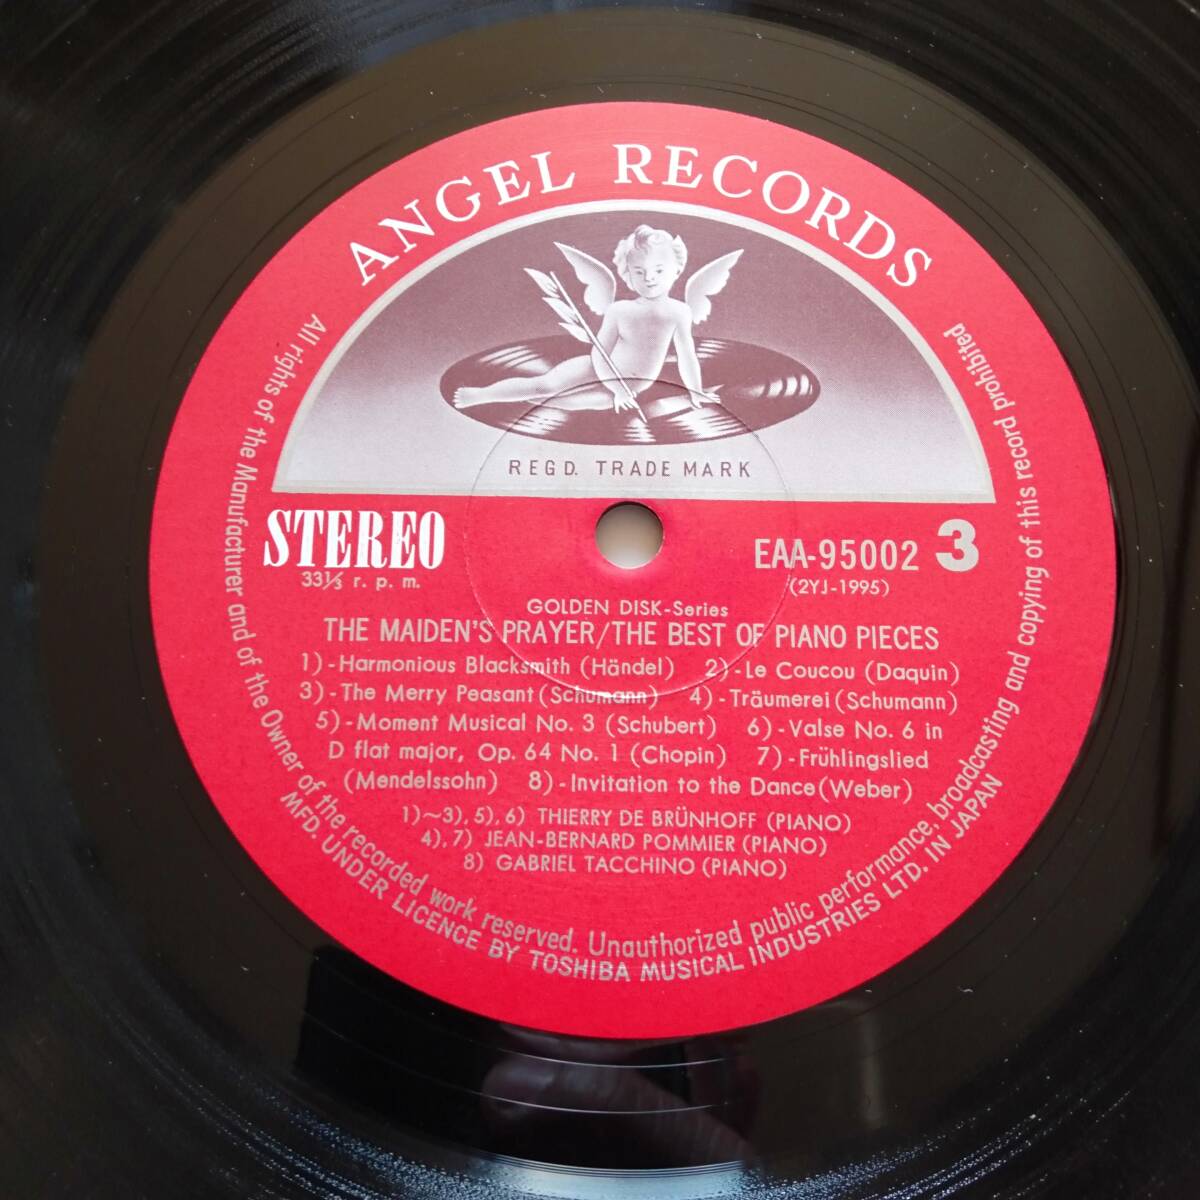 ANGEL RECORDS
REGD. TRADE MARK
STEREO
33⅓ r. p. m.
EAA-95002 3
(2YJ-1995)
GOLDEN DISK-Series
THE MAIDEN'S PRAYER/THE BEST OF PIANO PIECES
1)-Harmonious Blacksmith (Händel) 2)-Le Coucou (Daquin)
3)-The Merry Peasant (Schumann) 4)-Träumerei (Schumann)
5)-Moment Musical No. 3 (Schubert) 6)-Valse No. 6 in
D flat major, Op. 64 No. 1 (Chopin) 7)-Frühlingslied
(Mendelssohn) 8)-Invitation to the Dance (Weber)
1)~3), 5), 6) THIERRY DE BRÜNHOFF (PIANO)
4), 7) JEAN-BERNARD POMMIER (PIANO)
8) GABRIEL TACCHINO (PIANO)
All rights of the Manufacturer and of the Owner of the recorded work reserved. Unauthorized public performance, broadcasting and copying of this record prohibited
MFD. UNDER LICENCE BY TOSHIBA MUSICAL INDUSTRIES LTD. IN JAPAN